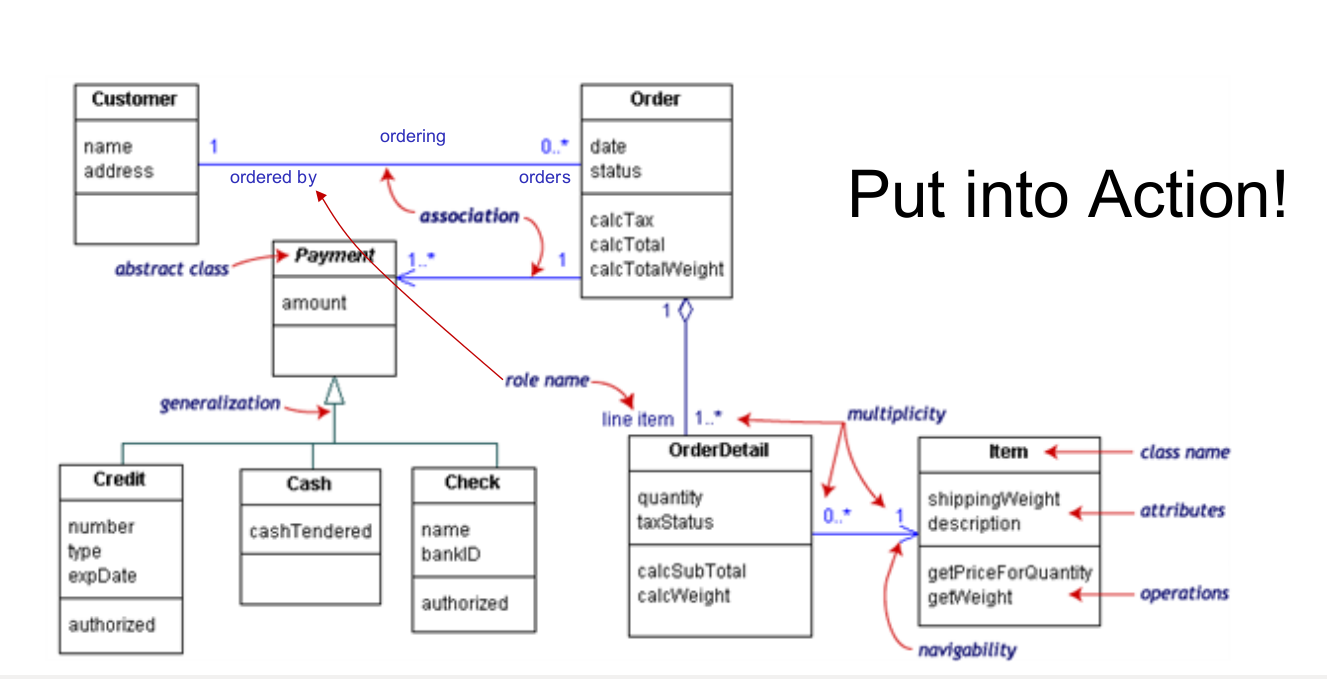 Put into Action!
Customer
name
address
1
ordering
0..*
ordered by
orders
Order
date
status
calcTax
calcTotal
calcTotalWeight
association
abstract class
Payment
amount
1..*
1
generalization
role name
1
line item
1..*
multiplicity
Credit
number
type
expDate
authorized
Cash
cashTendered
Check
name
bankID
authorized
OrderDetail
quantity
taxStatus
calcSubTotal
calcWeight
0..*
1
Item
shippingWeight
description
getPriceForQuantity
getWeight
class name
attributes
operations
navigability